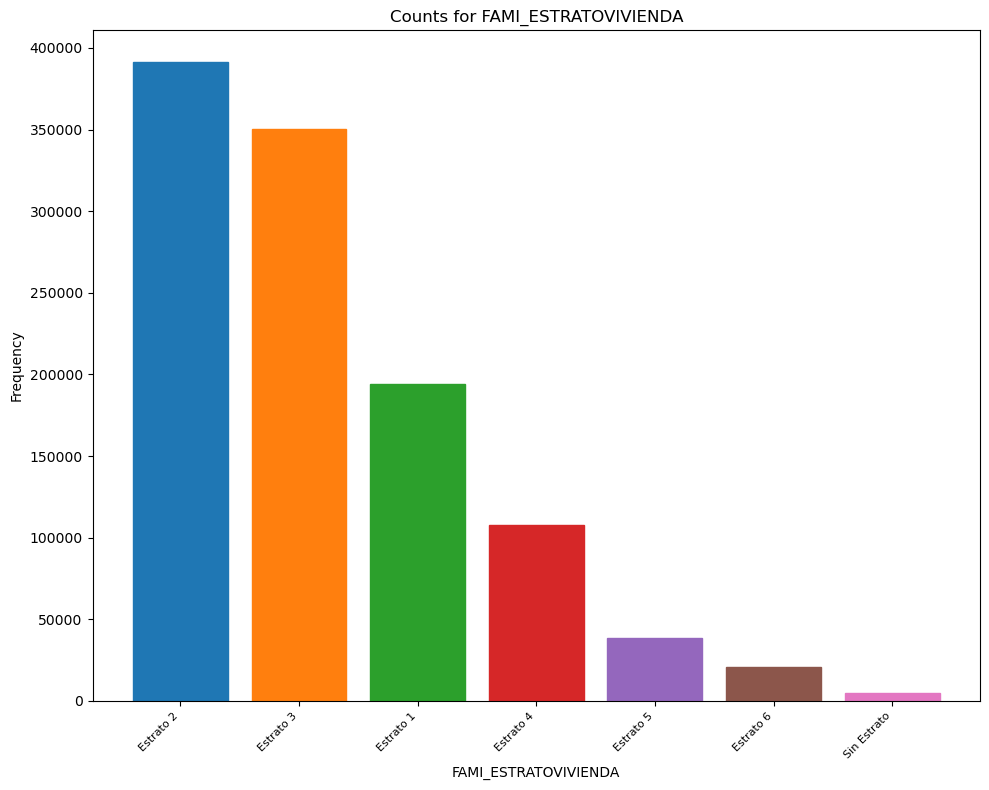 Counts for FAMI_ESTRATOVIVIENDA
400000
350000
300000
250000
200000
150000
100000
50000
0
Frequency
Estrato 2
Estrato 3
Estrato 1
Estrato 4
Estrato 5
Estrato 6
Sin Estrato
FAMI_ESTRATOVIVIENDA